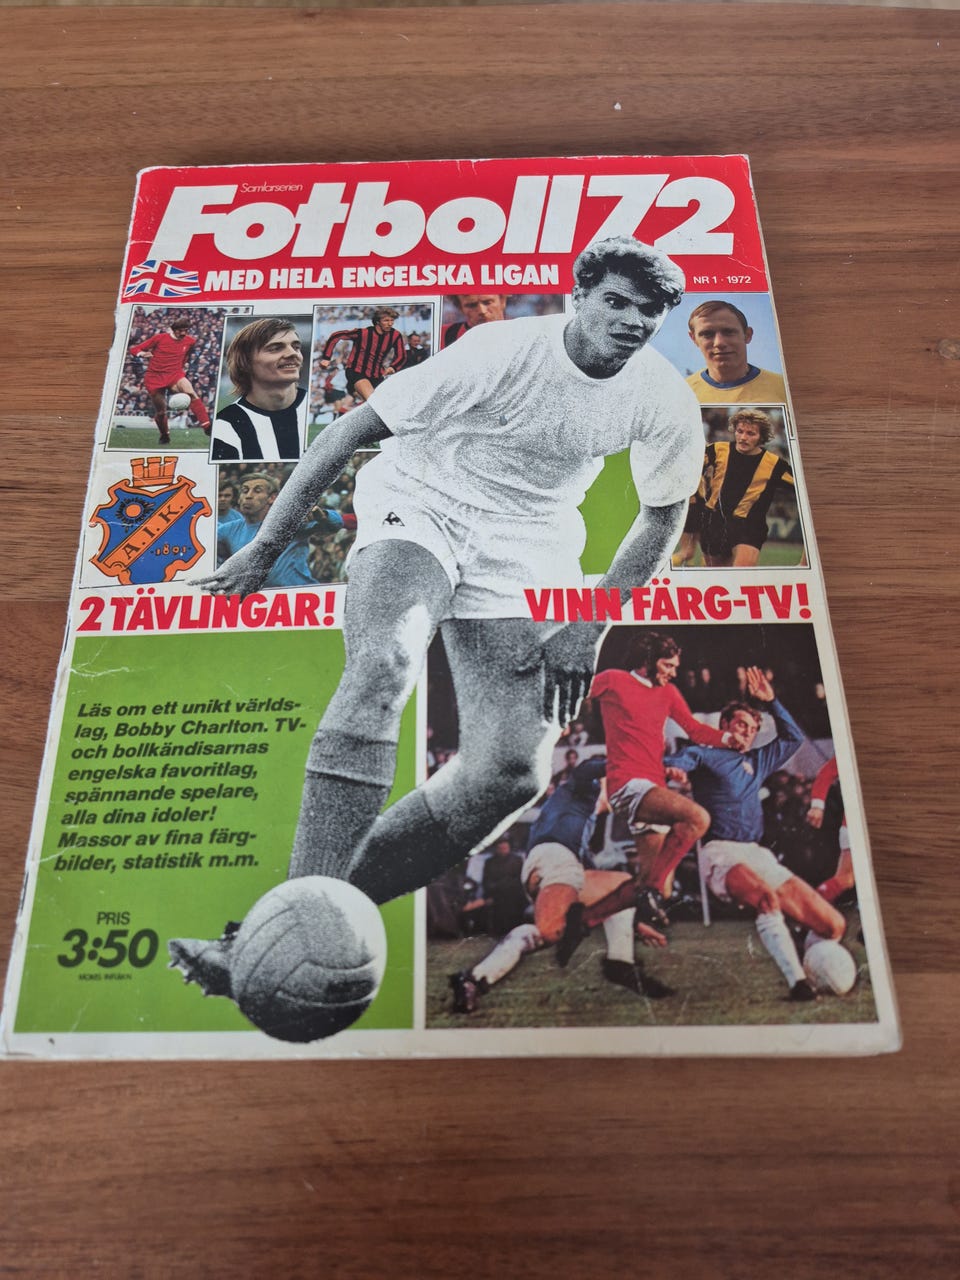 Samlarserien
Fotboll72
MED HELA ENGELSKA LIGAN
NR 1 · 1972
A.I.K.
·1891·
2 TÄVLINGAR!
VINN FÄRG-TV!
Läs om ett unikt världs-
lag, Bobby Charlton. TV-
och bollkändisarnas
engelska favoritlag,
spännande spelare,
alla dina idoler!
Massor av fina färg-
bilder, statistik m.m.
PRIS
3:50
MOMS INRÄKN